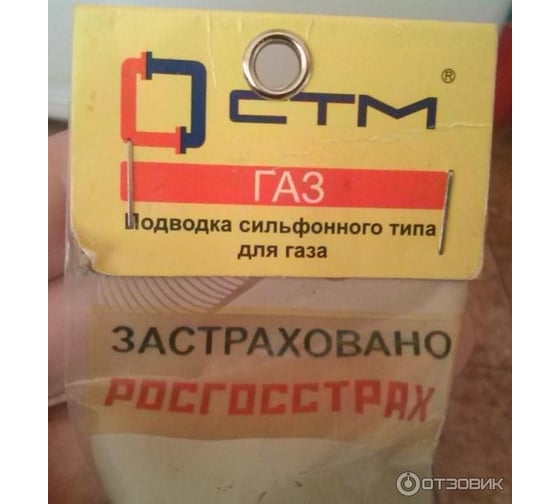 СТМ ®
ГАЗ
Подводка сильфонного типа
для газа
ЗАСТРАХОВАНО
РОСГОССТРАХ
ОТЗОВИК